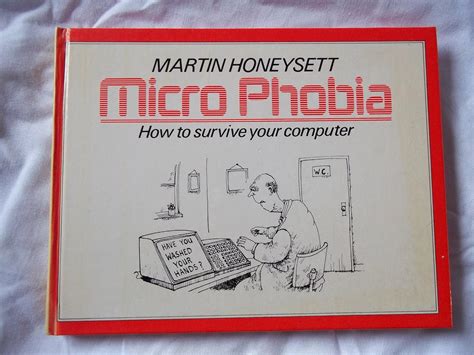 MARTIN HONEYSETT
Micro Phobia
How to survive your computer
W.C.
HAVE YOU
WASHED
YOUR
HANDS?